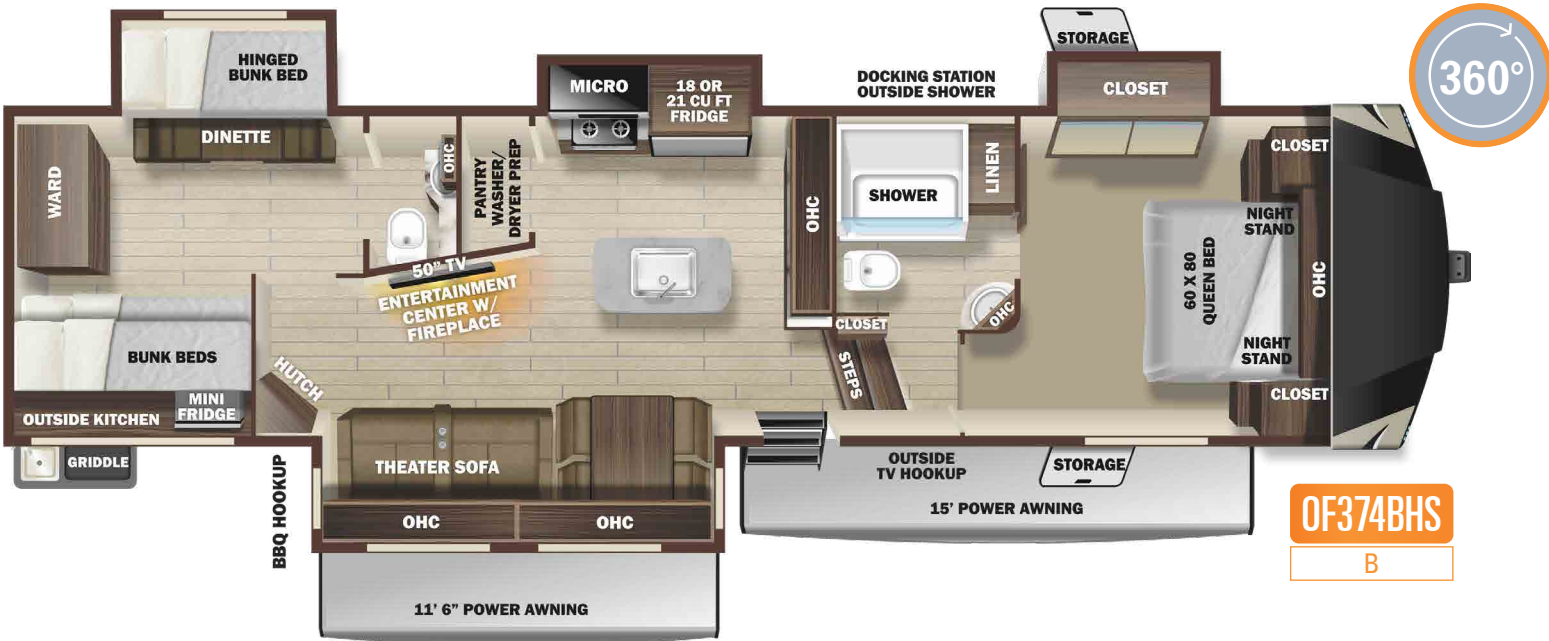 HINGED
BUNK BED
DINETTE
WARD
OHC
PANTRY
WASHER/
DRYER PREP
MICRO
18 OR
21 CU FT
FRIDGE
DOCKING STATION
OUTSIDE SHOWER
STORAGE
CLOSET
360°
OHC
SHOWER
LINEN
CLOSET
NIGHT
STAND
60 X 80
QUEEN BED
OHC
NIGHT
STAND
CLOSET
50" TV
ENTERTAINMENT
CENTER W/
FIREPLACE
OHC
CLOSET
STEPS
BUNK BEDS
HUTCH
MINI
FRIDGE
OUTSIDE KITCHEN
GRIDDLE
BBQ HOOKUP
THEATER SOFA
OHC
OHC
OUTSIDE
TV HOOKUP
STORAGE
15' POWER AWNING
11' 6" POWER AWNING
OF374BHS
B